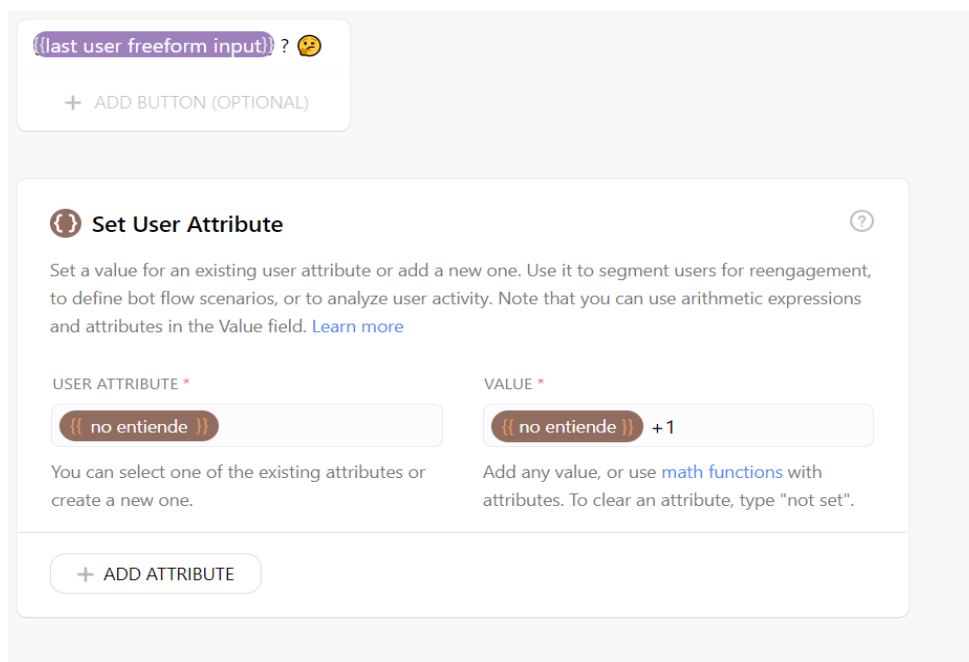 {{last user freeform input}} ? 🤔
+ ADD BUTTON (OPTIONAL)
{} Set User Attribute ?
Set a value for an existing user attribute or add a new one. Use it to segment users for reengagement,
to define bot flow scenarios, or to analyze user activity. Note that you can use arithmetic expressions
and attributes in the Value field. Learn more
USER ATTRIBUTE *
{{ no entiende }}
You can select one of the existing attributes or
create a new one.
VALUE *
{{ no entiende }} +1
Add any value, or use math functions with
attributes. To clear an attribute, type "not set".
+ ADD ATTRIBUTE